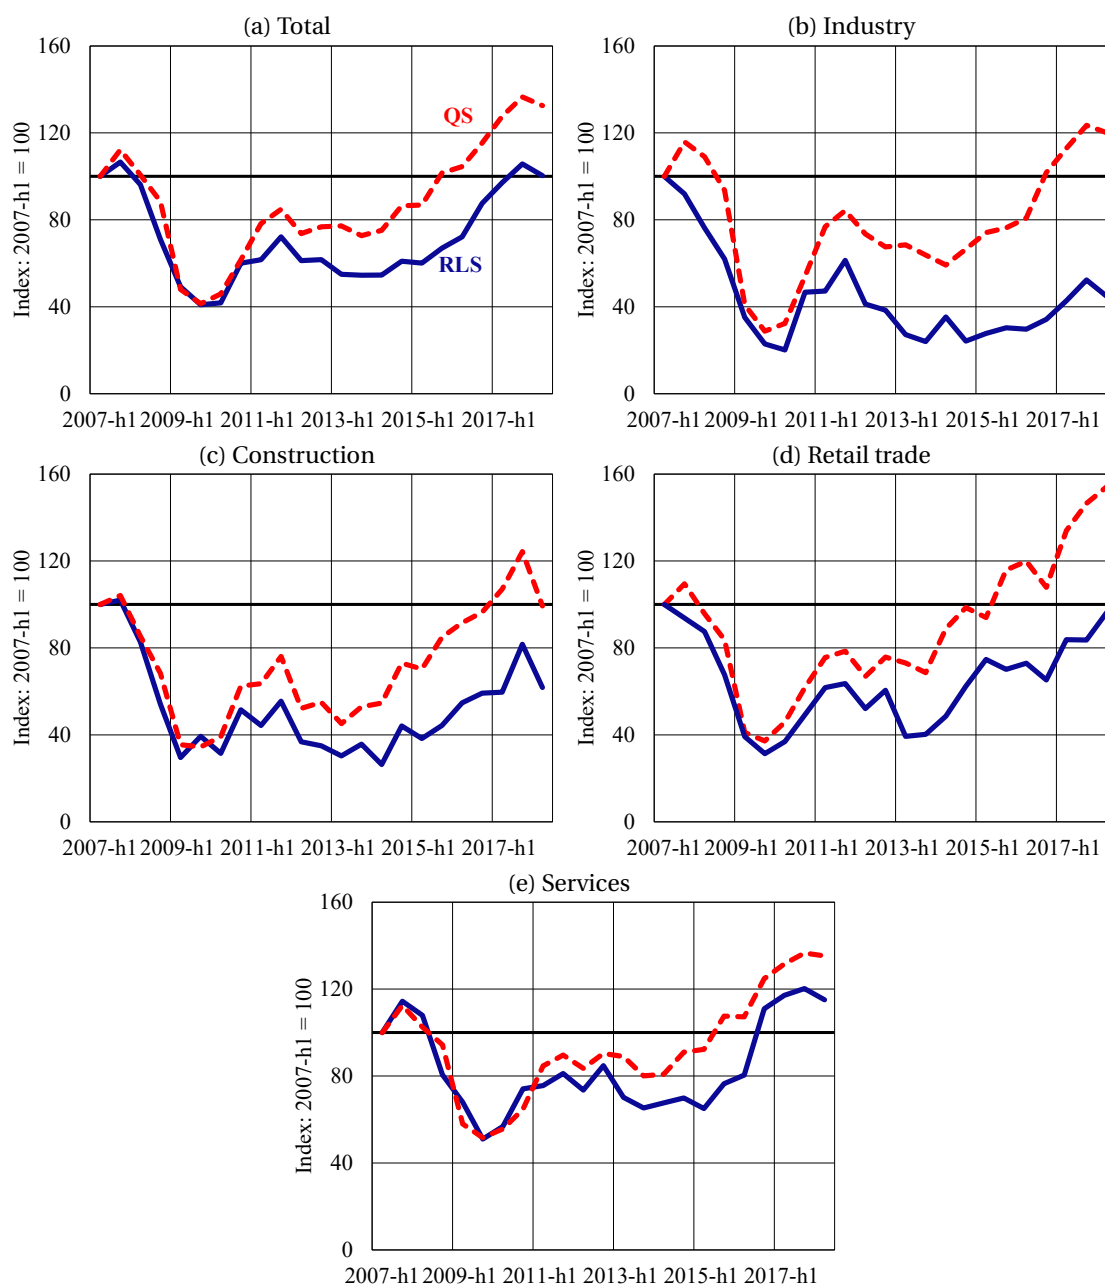 (a) Total
(b) Industry
Index: 2007-h1 = 100
160
120
80
40
0
QS
RLS
2007-h1 2009-h1 2011-h1 2013-h1 2015-h1 2017-h1
Index: 2007-h1 = 100
160
120
80
40
0
2007-h1 2009-h1 2011-h1 2013-h1 2015-h1 2017-h1
(c) Construction
(d) Retail trade
Index: 2007-h1 = 100
160
120
80
40
0
2007-h1 2009-h1 2011-h1 2013-h1 2015-h1 2017-h1
Index: 2007-h1 = 100
160
120
80
40
0
2007-h1 2009-h1 2011-h1 2013-h1 2015-h1 2017-h1
(e) Services
Index: 2007-h1 = 100
160
120
80
40
0
2007-h1 2009-h1 2011-h1 2013-h1 2015-h1 2017-h1